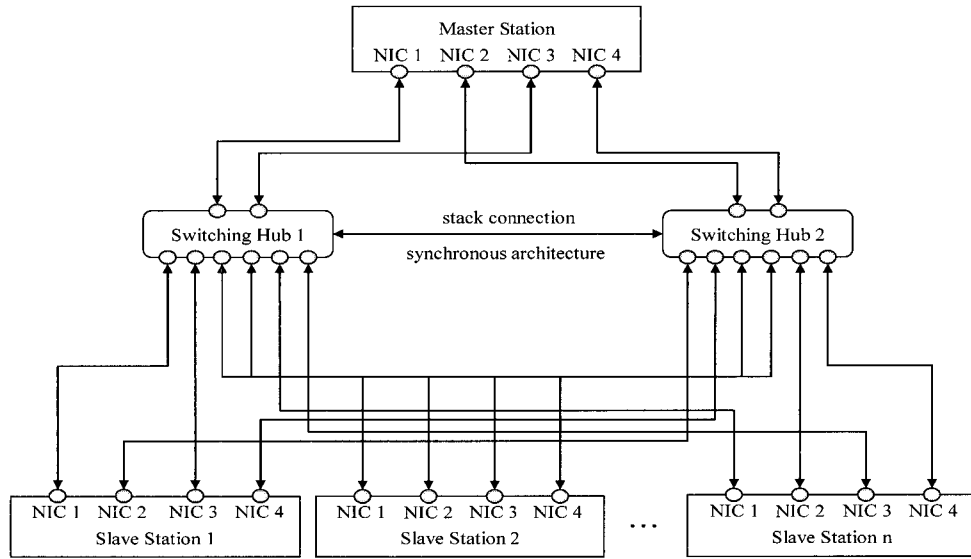 Master Station
NIC 1 NIC 2 NIC 3 NIC 4
Switching Hub 1
stack connection
synchronous architecture
Switching Hub 2
NIC 1 NIC 2 NIC 3 NIC 4
Slave Station 1
NIC 1 NIC 2 NIC 3 NIC 4
Slave Station 2
...
NIC 1 NIC 2 NIC 3 NIC 4
Slave Station n